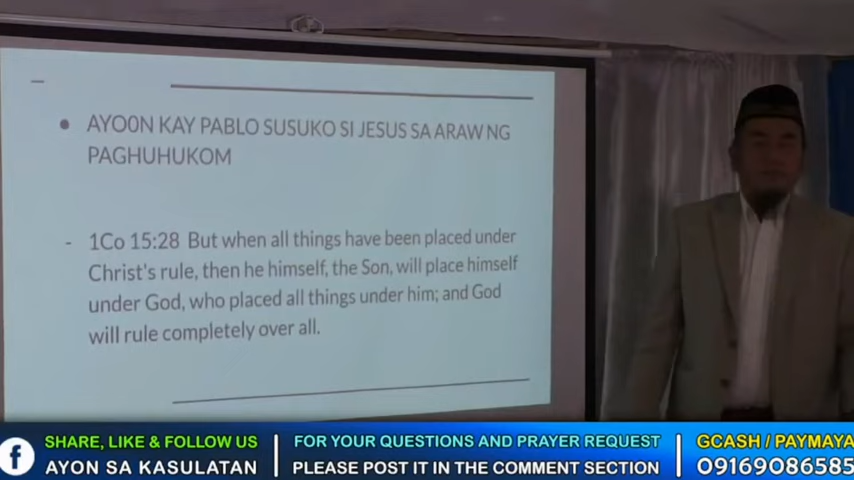 AYO0N KAY PABLO SUSUKO SI JESUS SA ARAW NG
PAGHUHUKOM
- 1Co 15:28 But when all things have been placed under
Christ's rule, then he himself, the Son, will place himself
under God, who placed all things under him; and God
will rule completely over all.
f
SHARE, LIKE & FOLLOW US
AYON SA KASULATAN
FOR YOUR QUESTIONS AND PRAYER REQUEST
PLEASE POST IT IN THE COMMENT SECTION
GCASH / PAYMAYA
09169086585